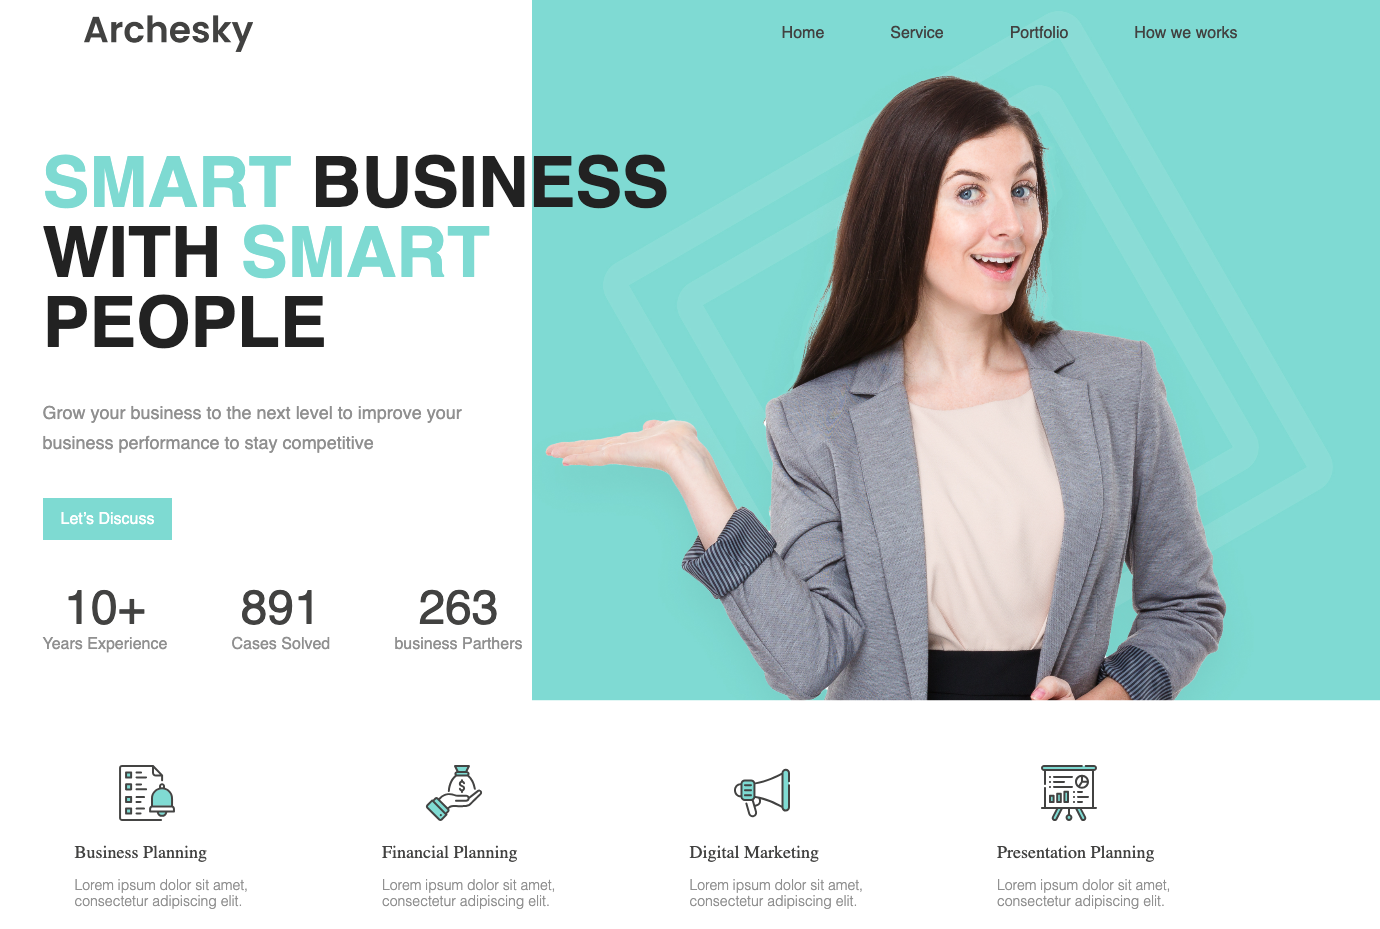 Archesky
Home Service Portfolio How we works
SMART BUSINESS
WITH SMART
PEOPLE
Grow your business to the next level to improve your
business performance to stay competitive
Let's Discuss
10+ 891 263
Years Experience Cases Solved business Parthers
$
Business Planning Financial Planning Digital Marketing Presentation Planning
Lorem ipsum dolor sit amet, Lorem ipsum dolor sit amet, Lorem ipsum dolor sit amet, Lorem ipsum dolor sit amet,
consectetur adipiscing elit. consectetur adipiscing elit. consectetur adipiscing elit. consectetur adipiscing elit.